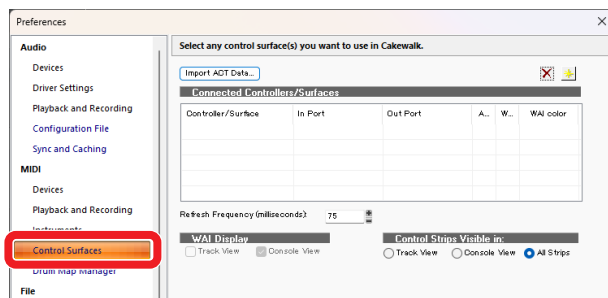 Preferences
Audio
Devices
Driver Settings
Playback and Recording
Configuration File
Sync and Caching
MIDI
Devices
Playback and Recording
Instruments
Control Surfaces
Drum Map Manager
File
Select any control surface(s) you want to use in Cakewalk.
Import ACT Data...
Connected Controllers/Surfaces
Controller/Surface In Port Out Port A... W... WAI color
Refresh Frequency (milliseconds): 75
WAI Display
Track View Console View
Control Strips Visible in:
Track View Console View All Strips